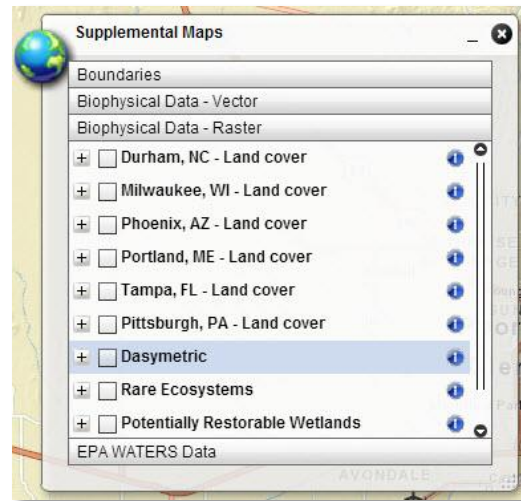 Supplemental Maps
Boundaries
Biophysical Data - Vector
Biophysical Data - Raster
Durham, NC - Land cover
Milwaukee, WI - Land cover
Phoenix, AZ - Land cover
Portland, ME - Land cover
Tampa, FL - Land cover
Pittsburgh, PA - Land cover
Dasymetric
Rare Ecosystems
Potentially Restorable Wetlands
EPA WATERS Data
AVONDALE